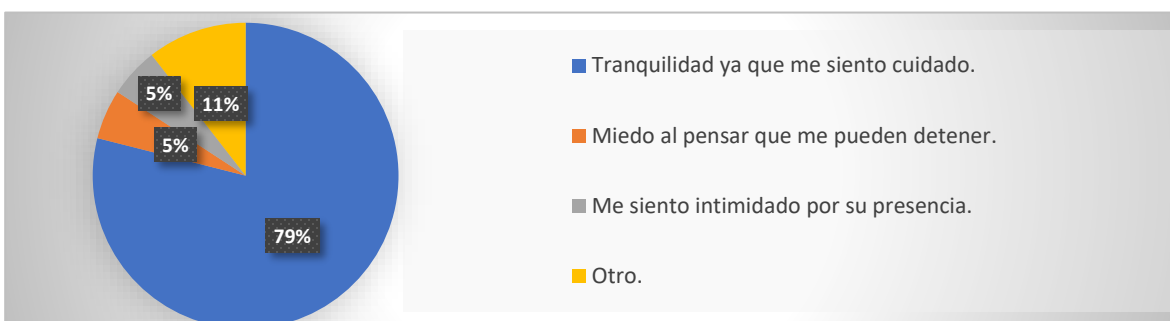 5%
11%
5%
79%
Tranquilidad ya que me siento cuidado.
Miedo al pensar que me pueden detener.
Me siento intimidado por su presencia.
Otro.